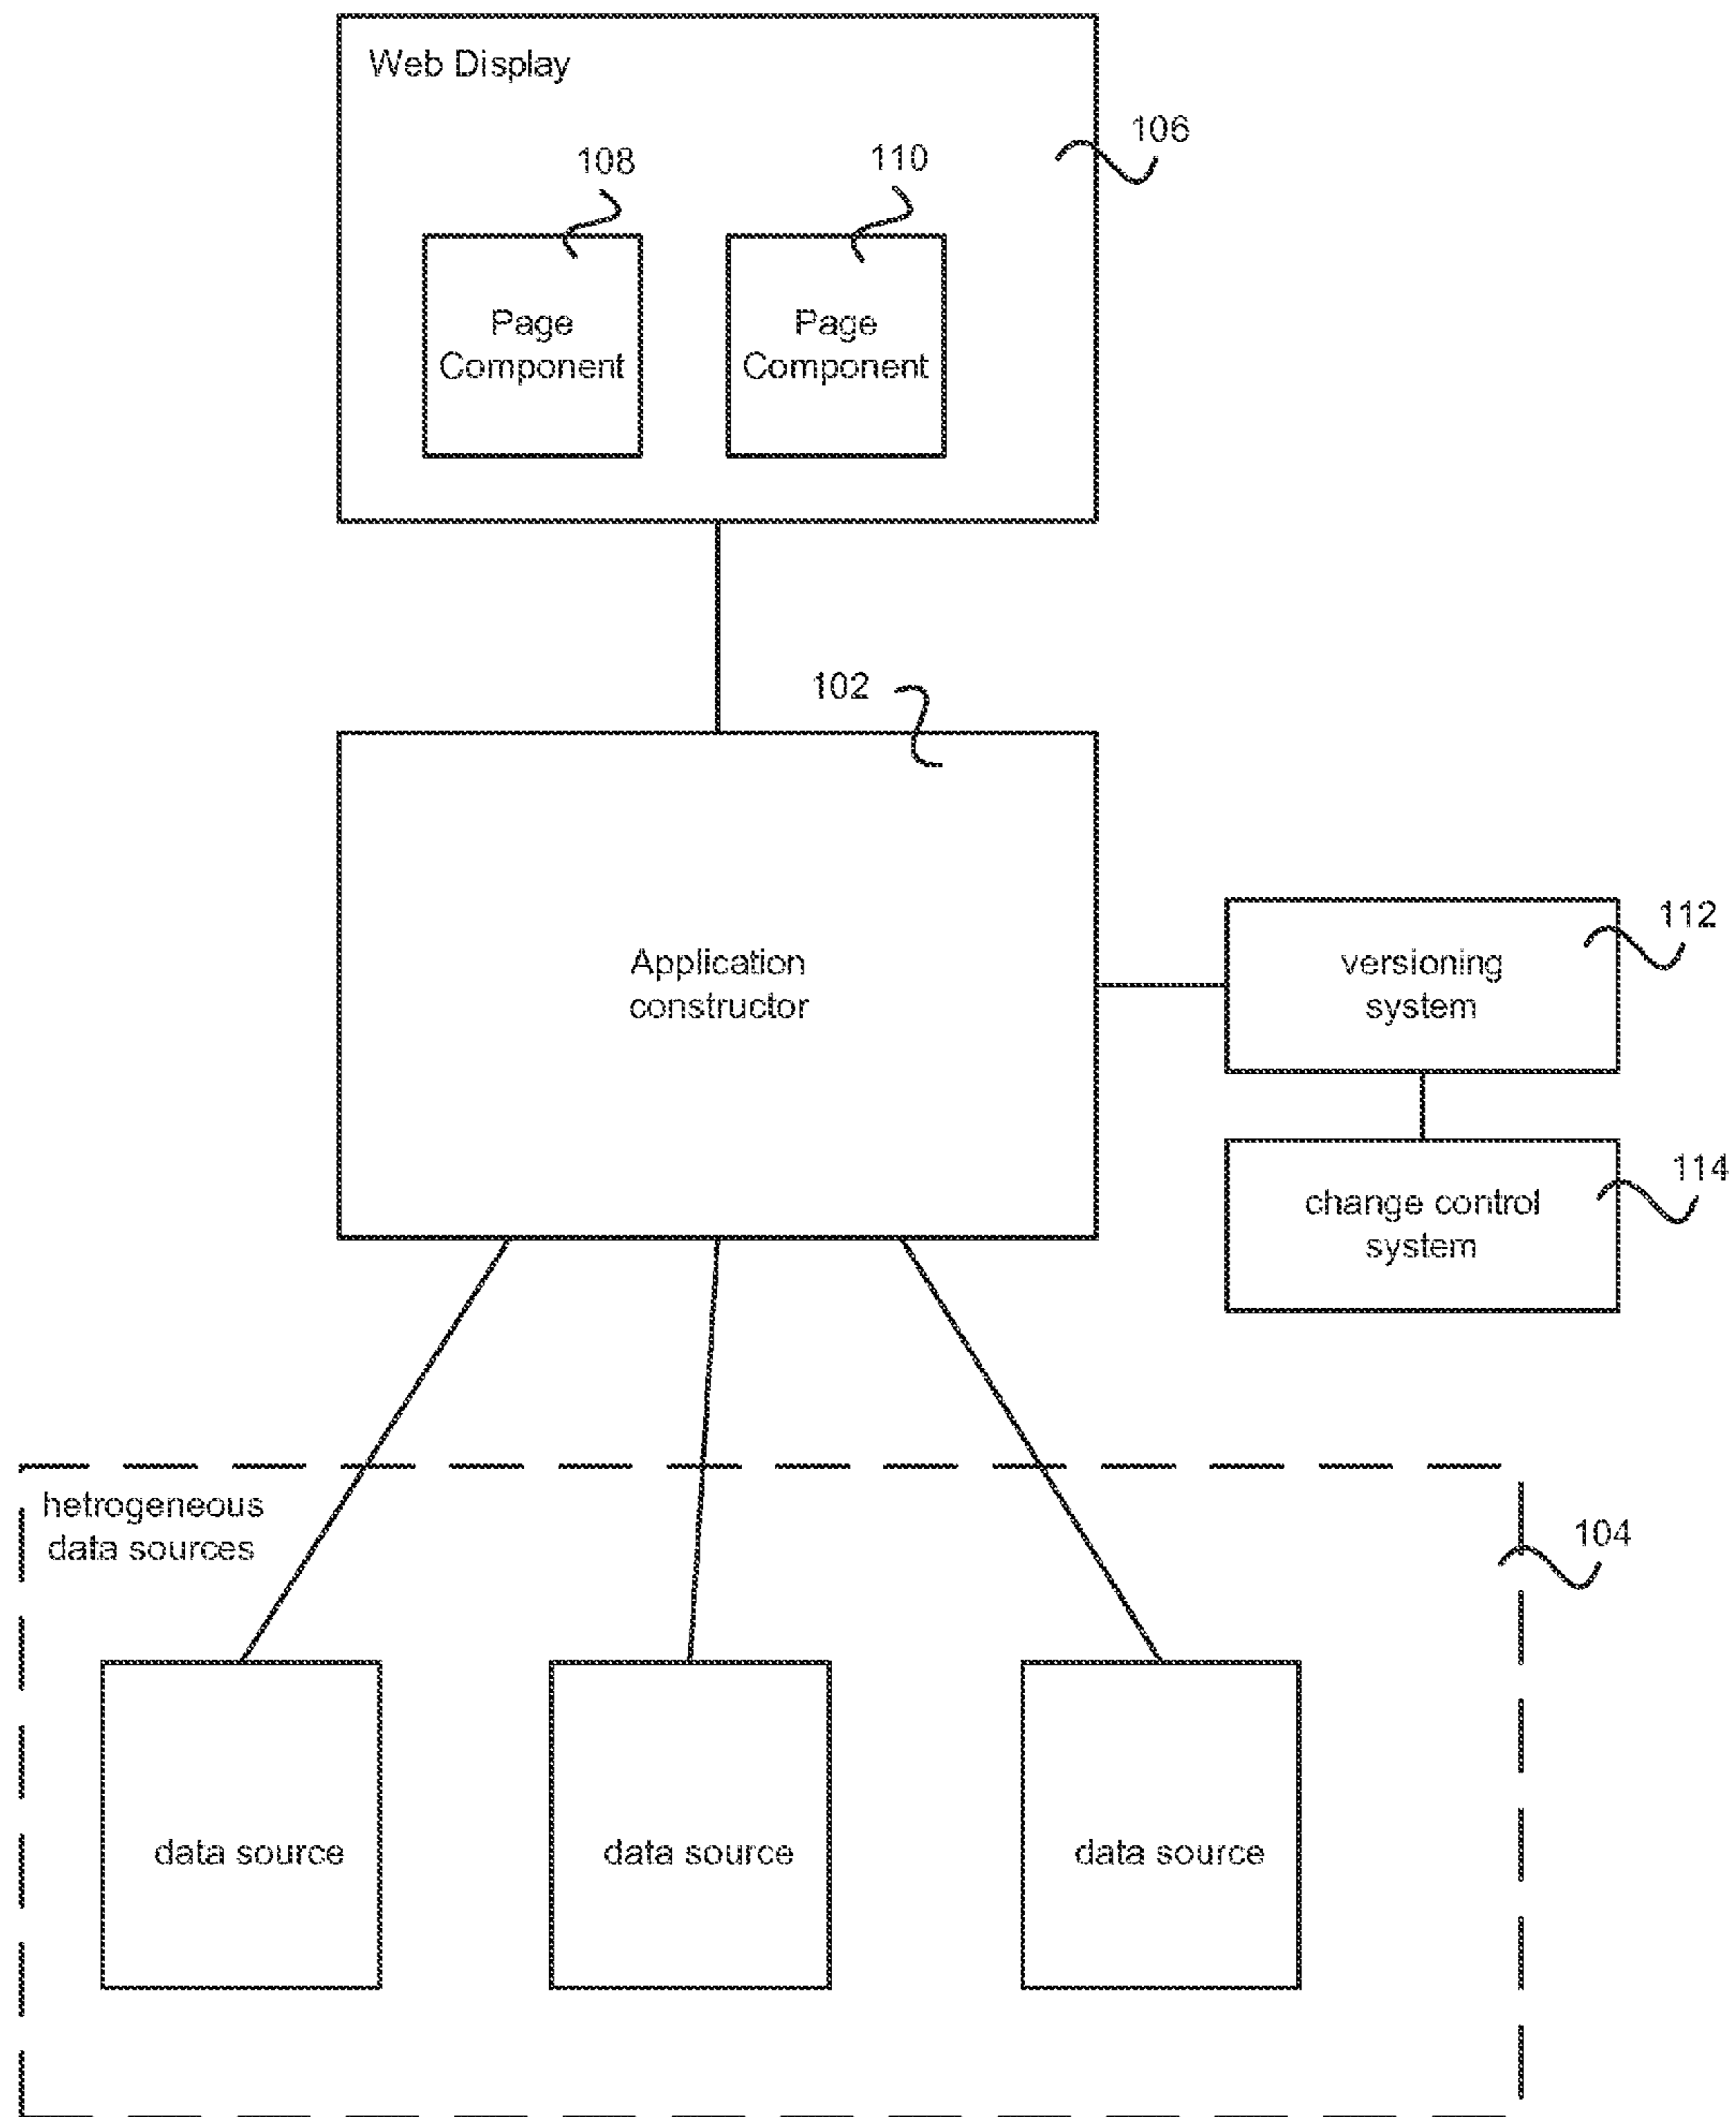 Web Display
106
108
110
Page
Component
Page
Component
102
Application
constructor
112
versioning
system
114
change control
system
hetrogeneous
data sources
104
data source
data source
data source